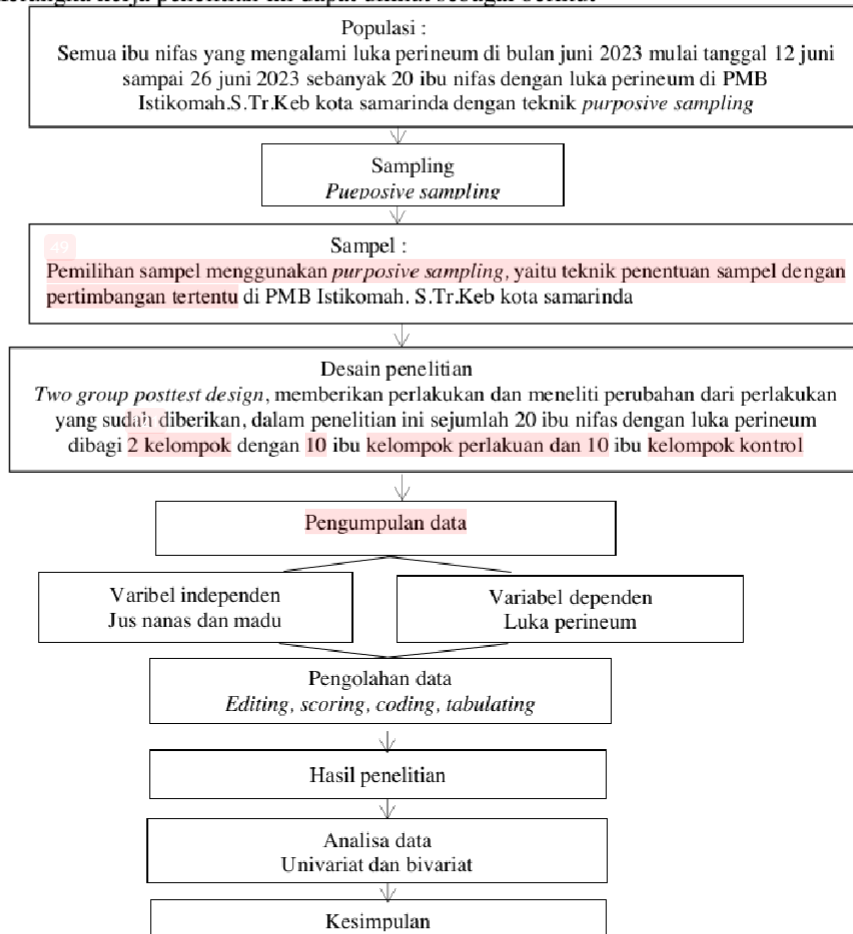 Populasi :
Semua ibu nifas yang mengalami luka perineum di bulan juni 2023 mulai tanggal 12 juni
sampai 26 juni 2023 sebanyak 20 ibu nifas dengan luka perineum di PMB
Istikomah.S.Tr.Keb kota samarinda dengan teknik purposive sampling
Sampling
Pueposive sampling
49
Sampel :
Pemilihan sampel menggunakan purposive sampling, yaitu teknik penentuan sampel dengan
pertimbangan tertentu di PMB Istikomah. S.Tr.Keb kota samarinda
Desain penelitian
Two group posttest design, memberikan perlakukan dan meneliti perubahan dari perlakukan
yang sudah diberikan, dalam penelitian ini sejumlah 20 ibu nifas dengan luka perineum
dibagi 2 kelompok dengan 10 ibu kelompok perlakuan dan 10 ibu kelompok kontrol
Pengumpulan data
Varibel independen
Jus nanas dan madu
Variabel dependen
Luka perineum
Pengolahan data
Editing, scoring, coding, tabulating
Hasil penelitian
Analisa data
Univariat dan bivariat
Kesimpulan